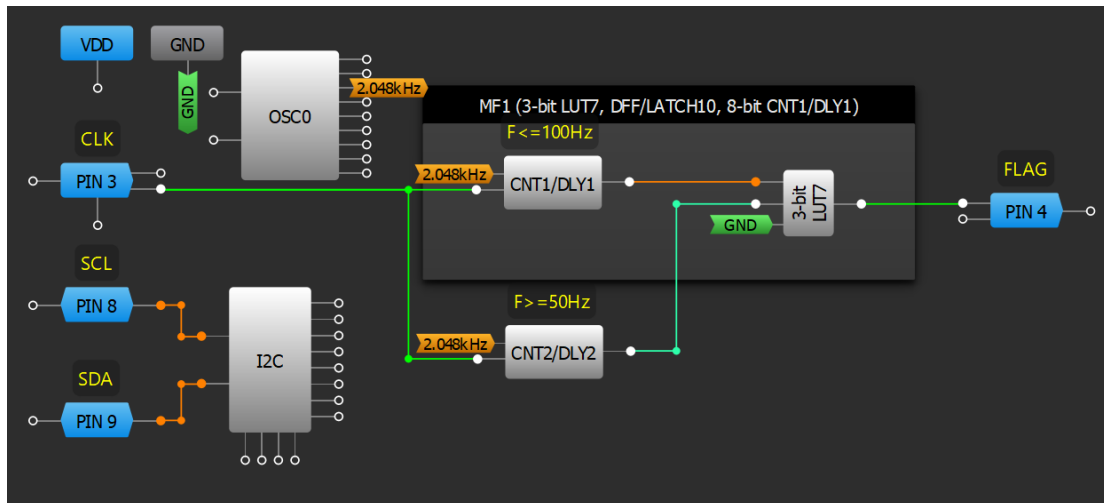 VDD
GND
GND
OSC0
2.048kHz
MF1 (3-bit LUT7, DFF/LATCH10, 8-bit CNT1/DLY1)
F<=100Hz
CLK
PIN 3
2.048kHz
CNT1/DLY1
3-bit
LUT7
GND
FLAG
PIN 4
SCL
PIN 8
I2C
F>=50Hz
2.048kHz
CNT2/DLY2
SDA
PIN 9